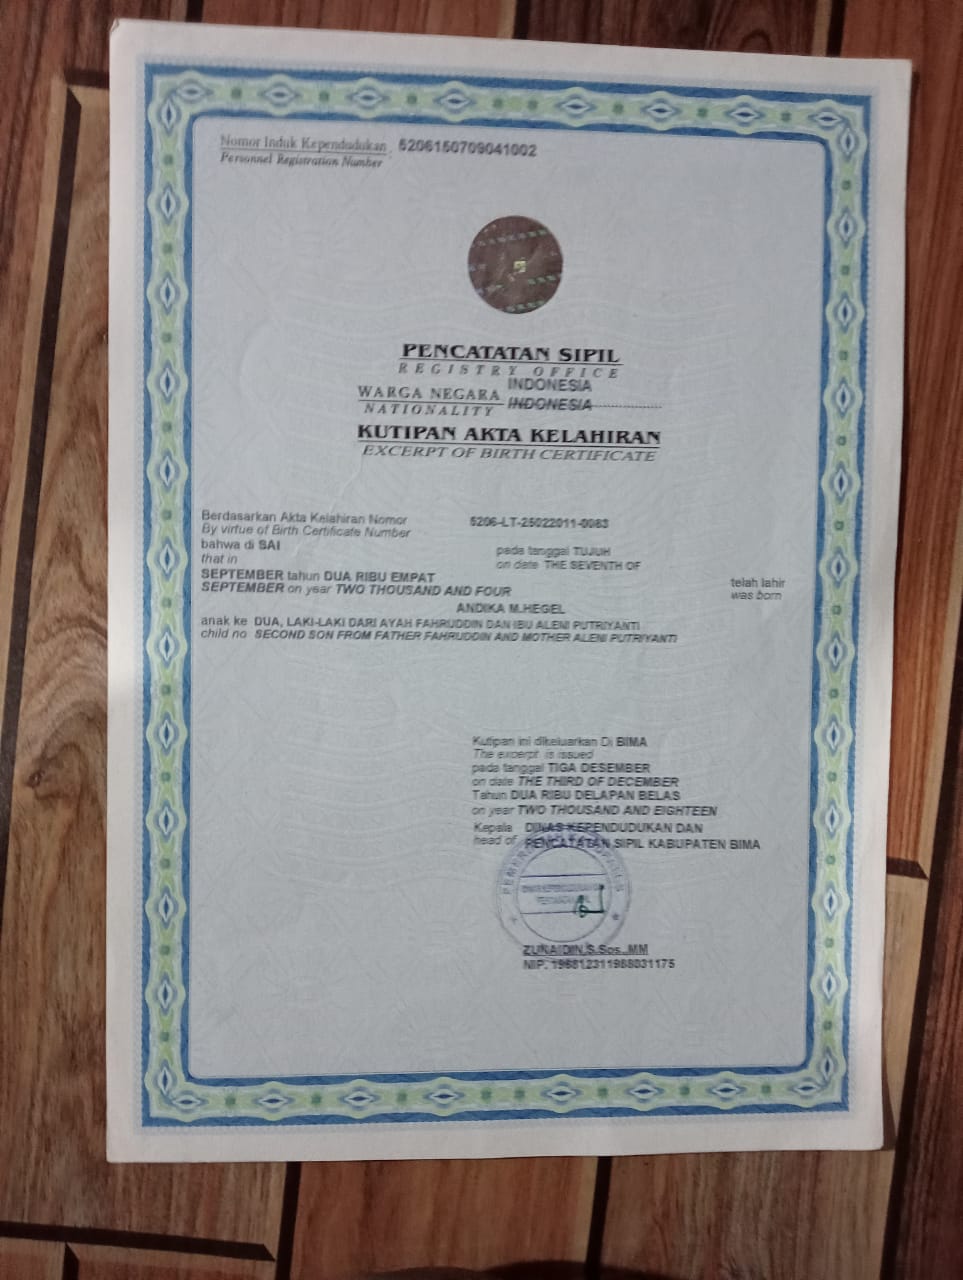 Nomor Induk Kependudukan : 5206150709041002
Personnel Registration Number
PENCATATAN SIPIL
REGISTRY OFFICE
WARGA NEGARA INDONESIA
NATIONALITY INDONESIA
KUTIPAN AKTA KELAHIRAN
EXCERPT OF BIRTH CERTIFICATE
Berdasarkan Akta Kelahiran Nomor 5206-LT-25022011-0083
By virtue of Birth Certificate Number
bahwa di SAI pada tanggal TUJUH
that in on date THE SEVENTH OF
SEPTEMBER tahun DUA RIBU EMPAT telah lahir
SEPTEMBER on year TWO THOUSAND AND FOUR was born
ANDIKA M.HEGEL
anak ke DUA, LAKI-LAKI DARI AYAH FAHRUDDIN DAN IBU ALENI PUTRIYANTI
child no SECOND SON FROM FATHER FAHRUDDIN AND MOTHER ALENI PUTRIYANTI
Kutipan ini dikeluarkan Di BIMA
The excerpt is issued
pada tanggal TIGA DESEMBER
on date THE THIRD OF DECEMBER
Tahun DUA RIBU DELAPAN BELAS
on year TWO THOUSAND AND EIGHTEEN
Kepala DINAS KEPENDUDUKAN DAN
head of PENCATATAN SIPIL KABUPATEN BIMA
ZUNAIDIN,S.Sos.,MM
NIP. 196812311988031175